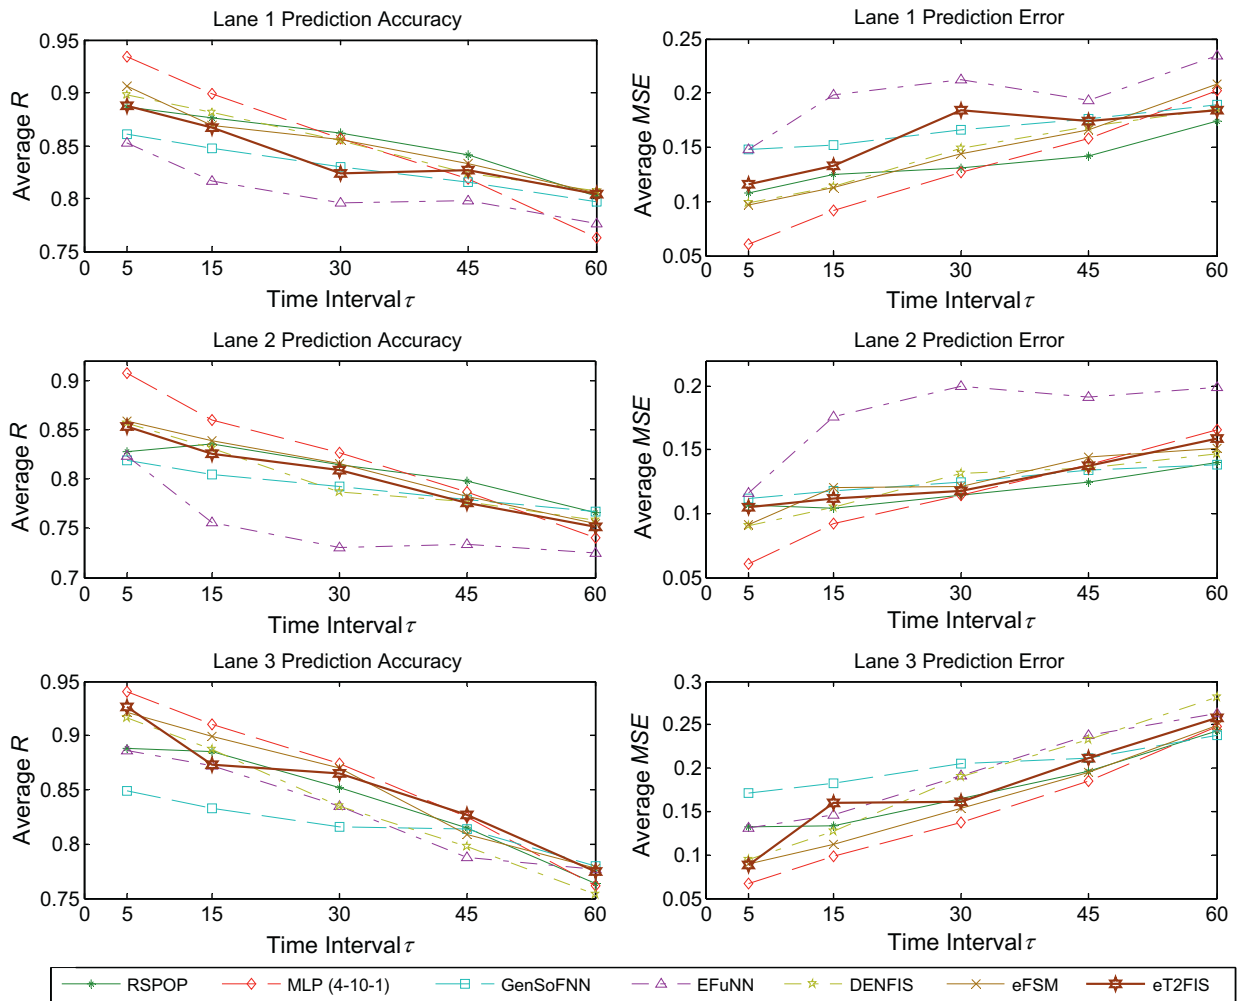 Lane 1 Prediction Accuracy
Average R
0.95
0.9
0.85
0.8
0.75
0 5 15 30 45 60
Time Interval τ
Lane 1 Prediction Error
Average MSE
0.25
0.2
0.15
0.1
0.05
0 5 15 30 45 60
Time Interval τ
Lane 2 Prediction Accuracy
Average R
0.9
0.85
0.8
0.75
0.7
0 5 15 30 45 60
Time Interval τ
Lane 2 Prediction Error
Average MSE
0.2
0.15
0.1
0.05
0 5 15 30 45 60
Time Interval τ
Lane 3 Prediction Accuracy
Average R
0.95
0.9
0.85
0.8
0.75
0 5 15 30 45 60
Time Interval τ
Lane 3 Prediction Error
Average MSE
0.3
0.25
0.2
0.15
0.1
0.05
0 5 15 30 45 60
Time Interval τ
RSPOP MLP (4-10-1) GenSoFNN EFuNN DENFIS eFSM eT2FIS